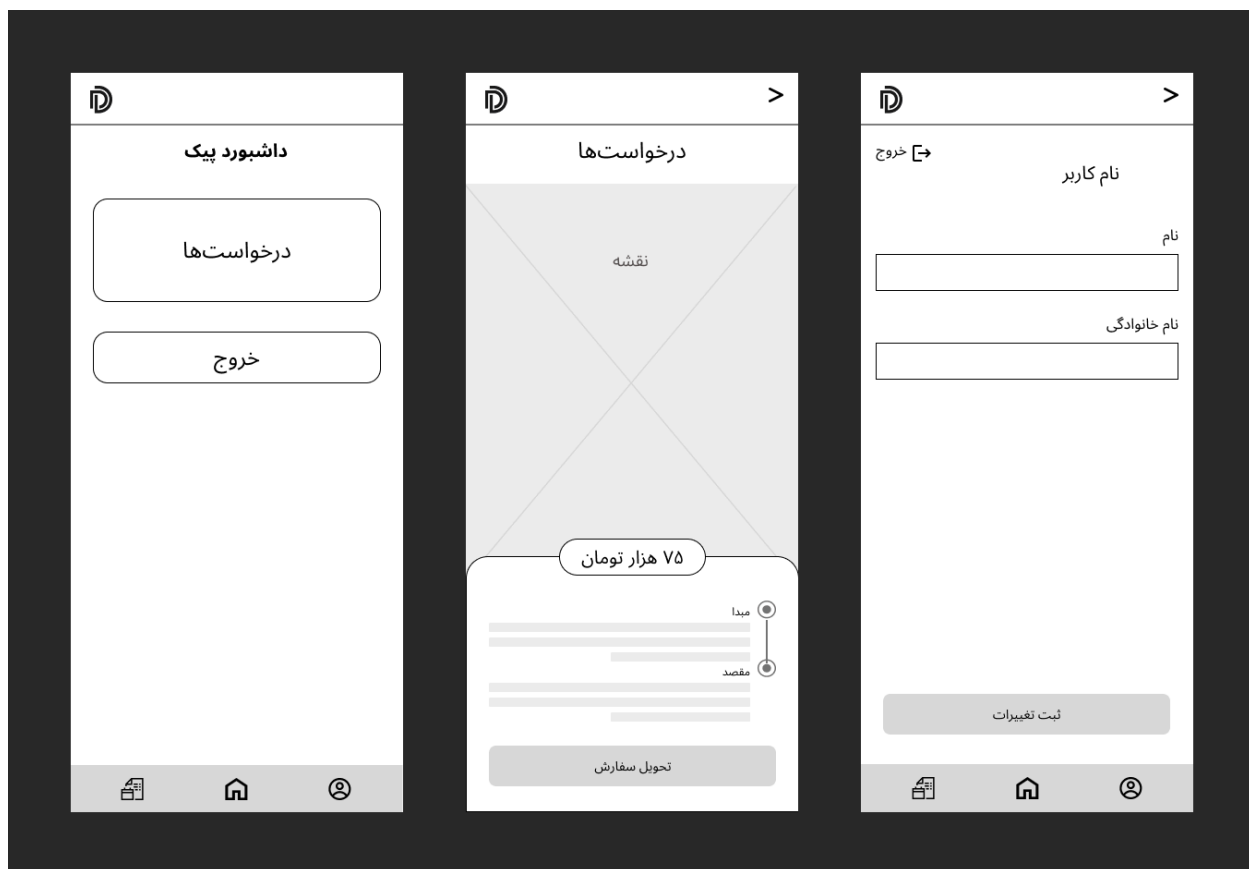 داشبورد پیک
درخواست‌ها
خروج
>
درخواست‌ها
نقشه
۷۵ هزار تومان
مبدا
مقصد
تحویل سفارش
>
خروج
نام کاربر
نام
نام خانوادگی
ثبت تغییرات